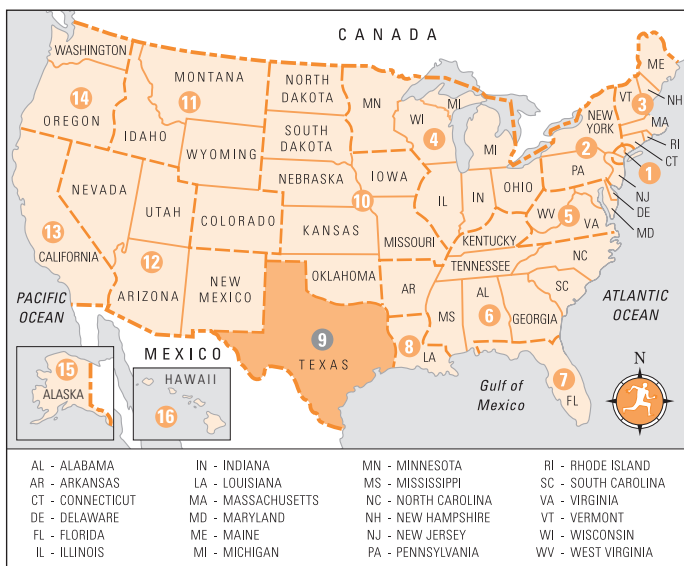 CANADA
WASHINGTON
MONTANA
NORTH
DAKOTA
MN
ME
VT
NH
14
11
3
OREGON
MI
WI
4
NEW
YORK
MA
IDAHO
SOUTH
DAKOTA
MI
2
RI
CT
WYOMING
1
NEVADA
NEBRASKA
IOWA
PA
OHIO
NJ
UTAH
10
IL
IN
DE
COLORADO
WV
5
VA
MD
13
KANSAS
MISSOURI
KENTUCKY
CALIFORNIA
12
TENNESSEE
NC
OKLAHOMA
ARIZONA
NEW
MEXICO
AR
SC
PACIFIC
OCEAN
MS
AL
GEORGIA
ATLANTIC
OCEAN
6
9
8
TEXAS
LA
MEXICO
N
15
HAWAII
7
ALASKA
Gulf of
Mexico
FL
16
AL - ALABAMA
AR - ARKANSAS
CT - CONNECTICUT
DE - DELAWARE
FL - FLORIDA
IL - ILLINOIS
IN - INDIANA
LA - LOUISIANA
MA - MASSACHUSETTS
MD - MARYLAND
ME - MAINE
MI - MICHIGAN
MN - MINNESOTA
MS - MISSISSIPPI
NC - NORTH CAROLINA
NH - NEW HAMPSHIRE
NJ - NEW JERSEY
PA - PENNSYLVANIA
RI - RHODE ISLAND
SC - SOUTH CAROLINA
VA - VIRGINIA
VT - VERMONT
WI - WISCONSIN
WV - WEST VIRGINIA